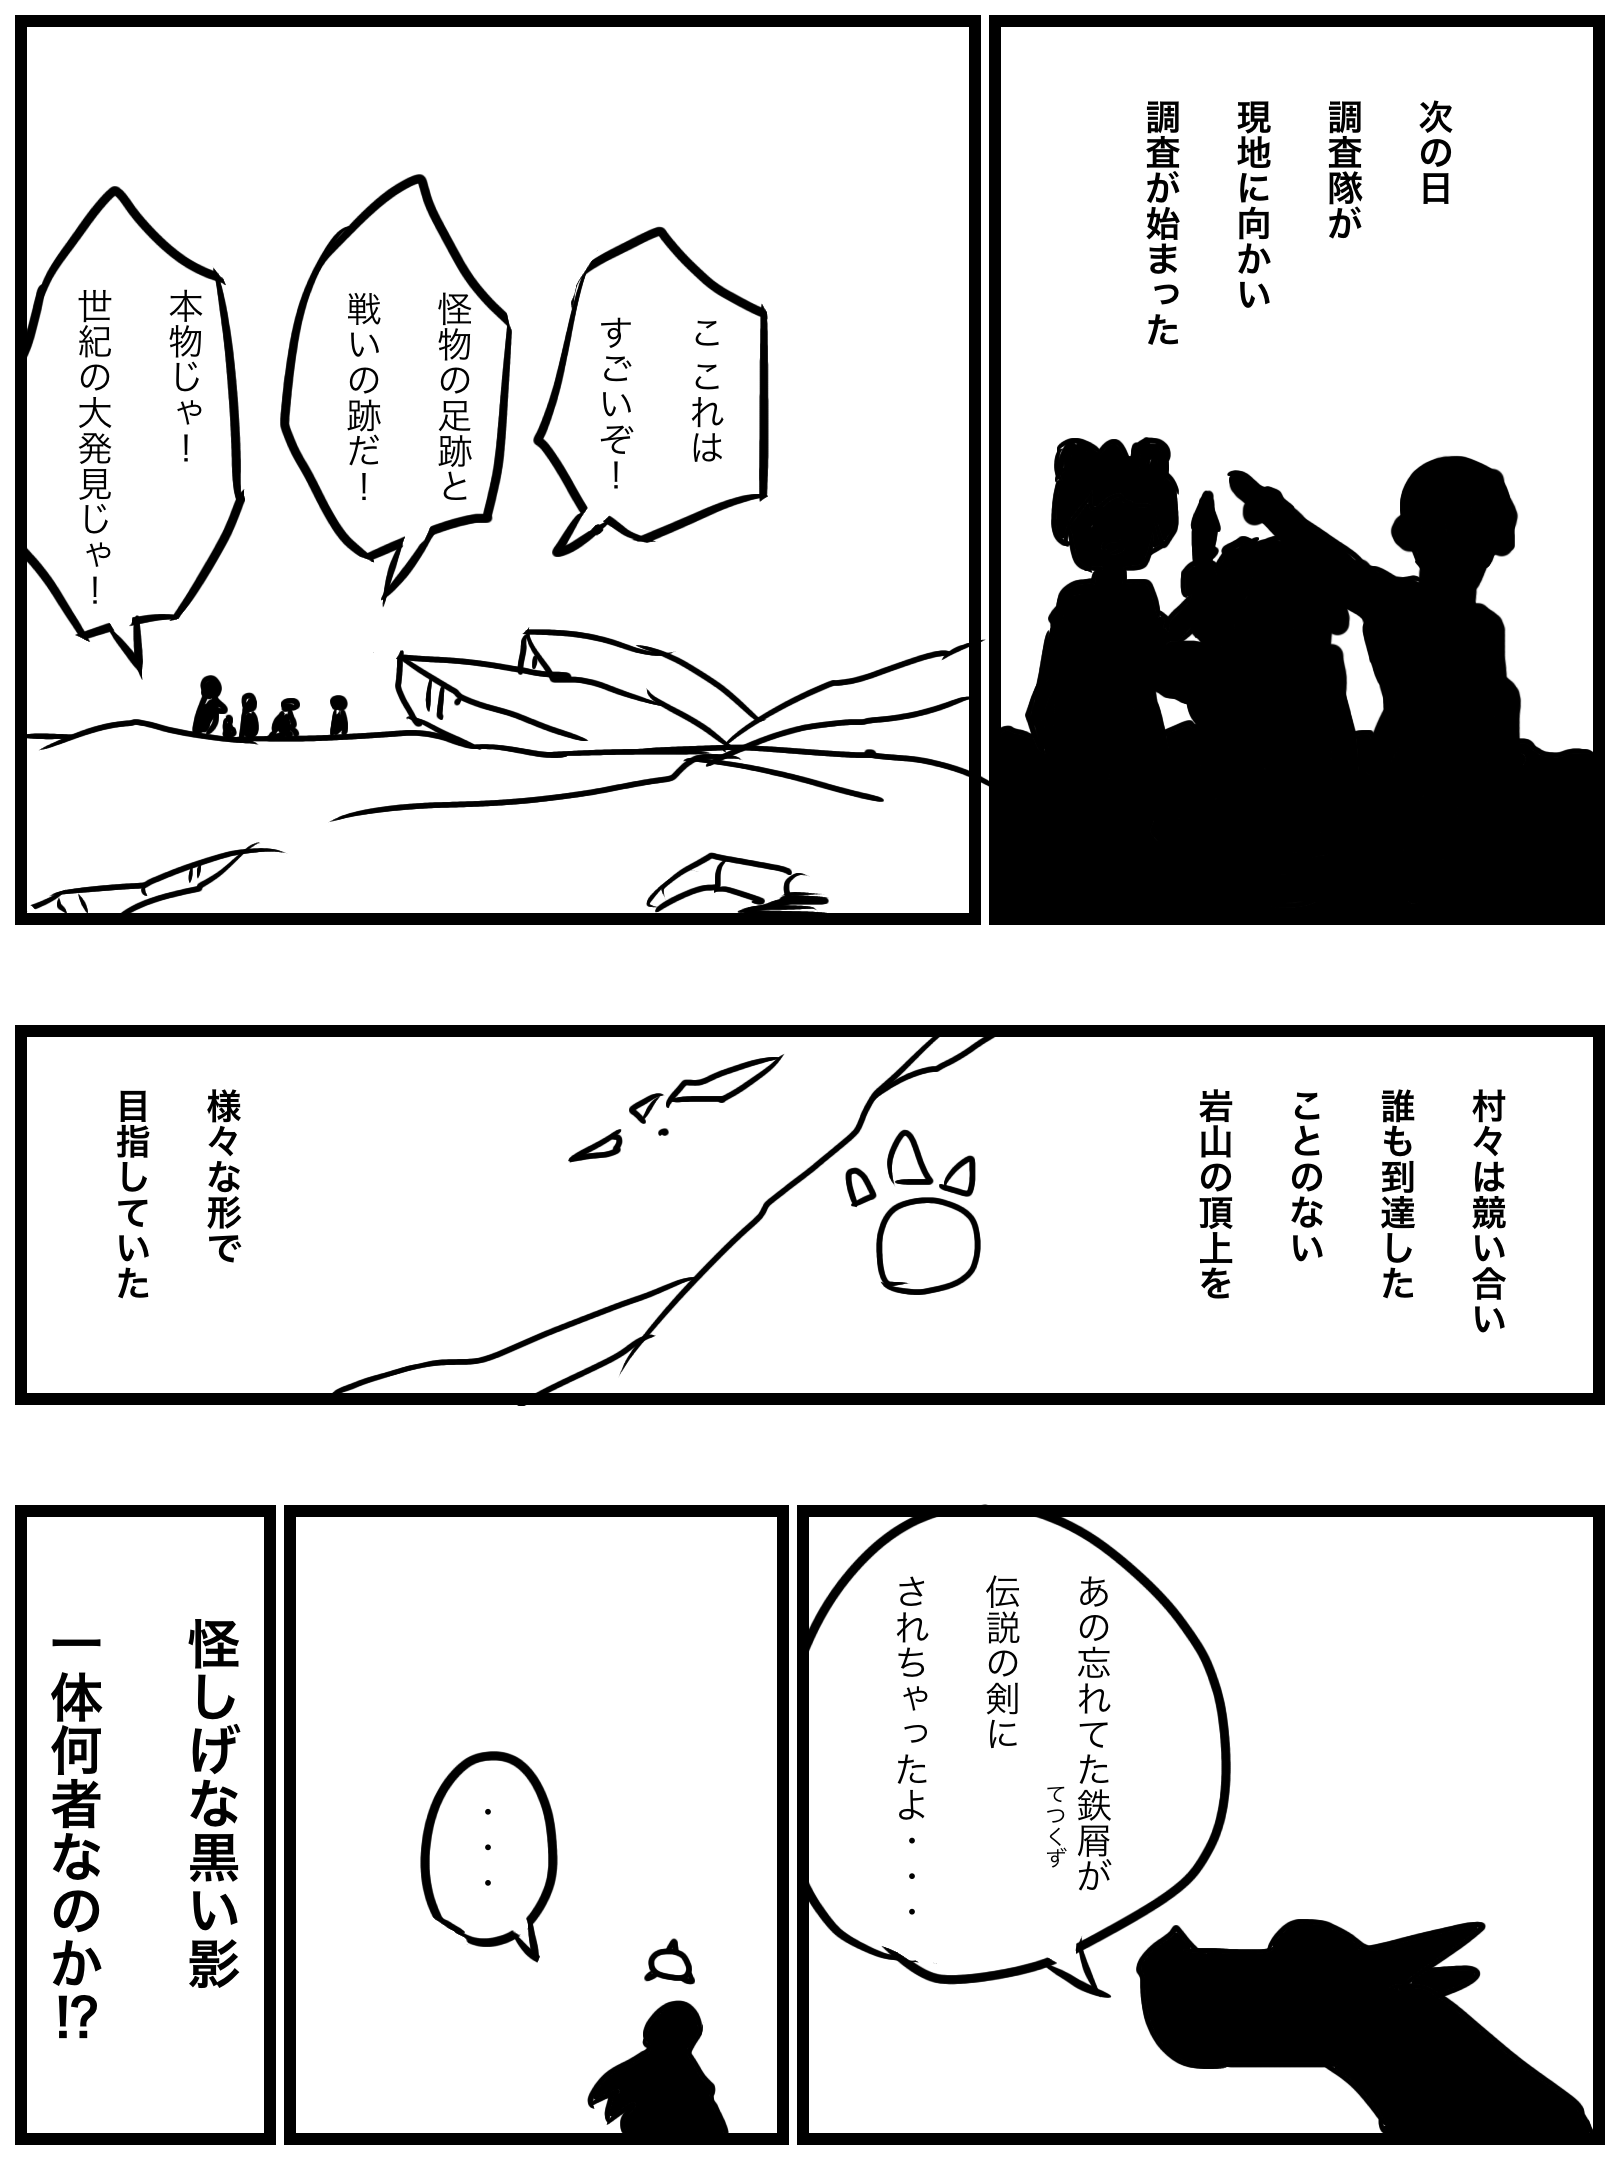 次の日
調査隊が
現地に向かい
調査が始まった
こ これは
すごいぞ！
怪物の足跡と
戦いの跡だ！
本物じゃ！
世紀の大発見じゃ！
村々は競い合い
誰も到達した
ことのない
岩山の頂上を
様々な形で
目指していた
あの忘れてた鉄屑が
てつくず
伝説の剣に
されちゃったよ・・・
・・・
怪しげな黒い影
一体何者なのか⁉